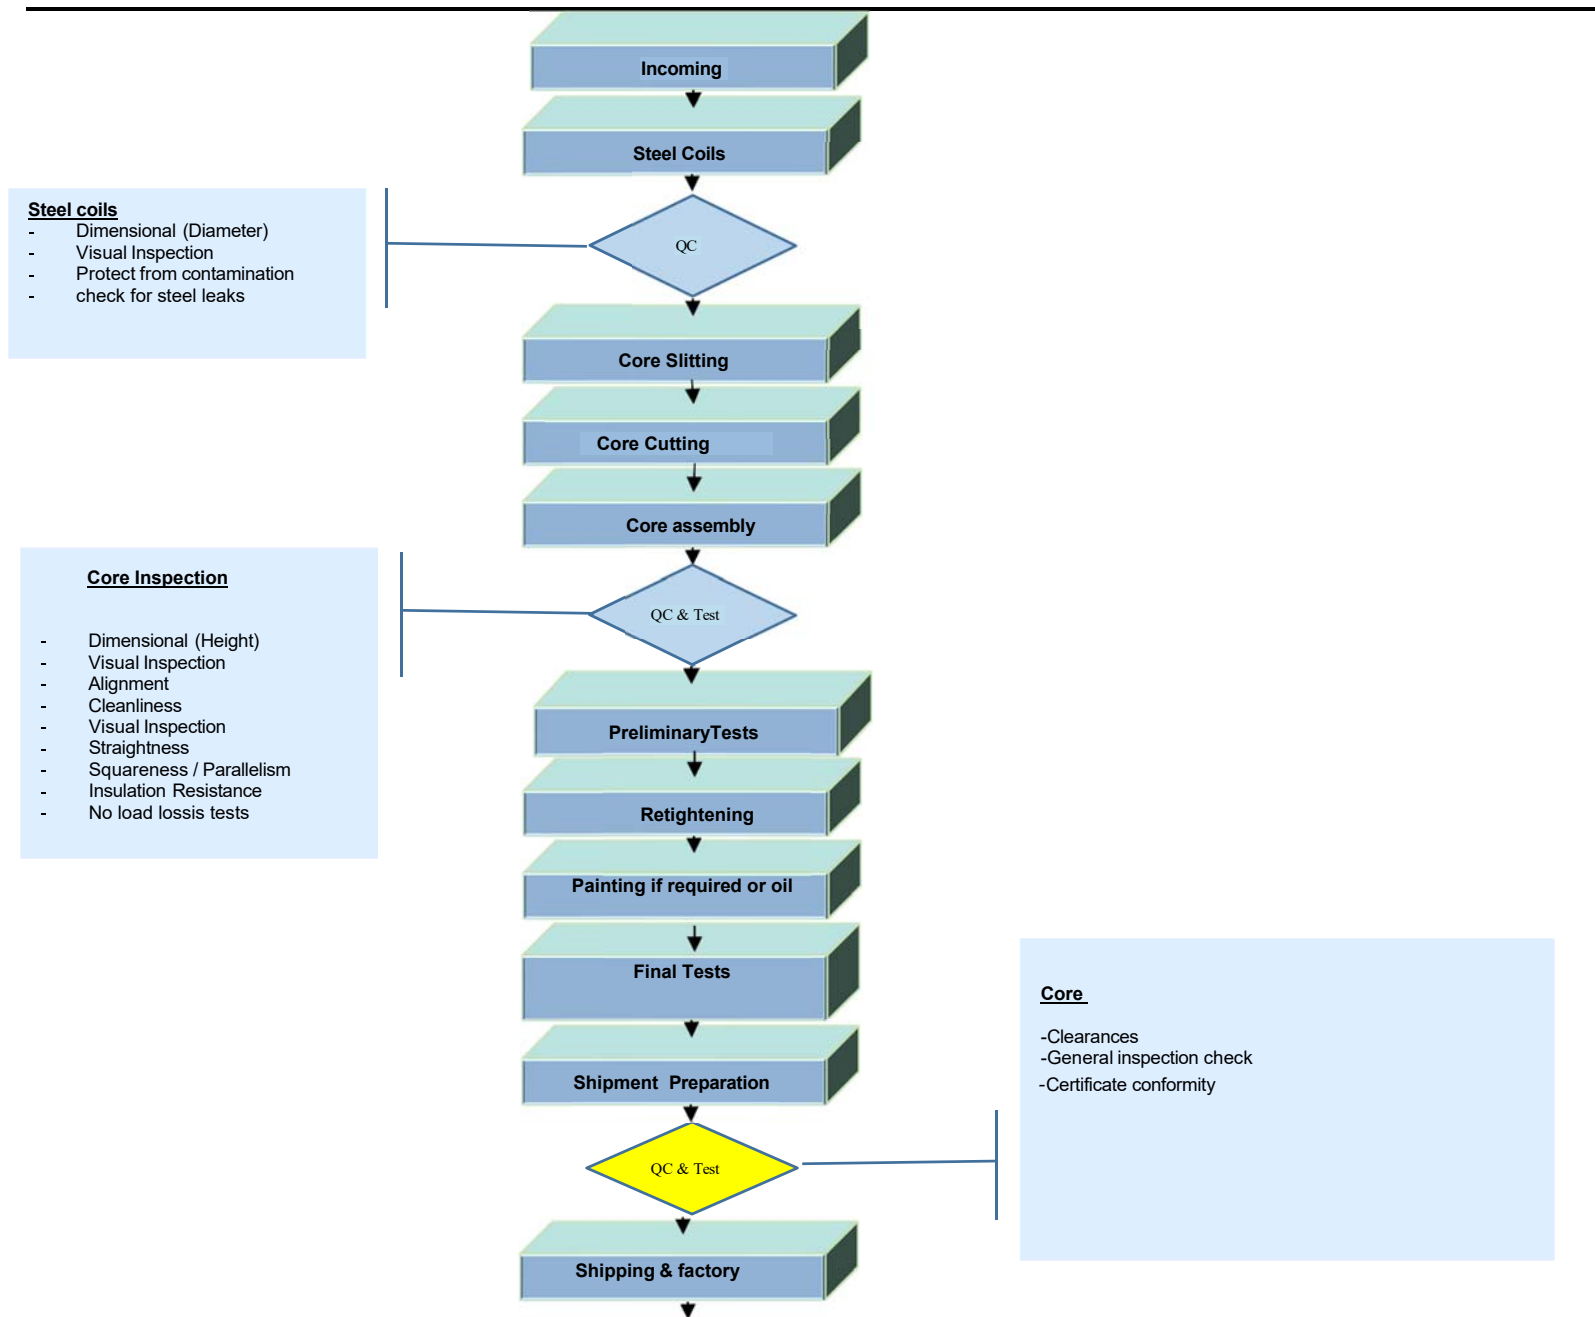 Incoming
Steel Coils
Steel coils
- Dimensional (Diameter)
- Visual Inspection
- Protect from contamination
- check for steel leaks
QC
Core Slitting
Core Cutting
Core assembly
Core Inspection
- Dimensional (Height)
- Visual Inspection
- Alignment
- Cleanliness
- Visual Inspection
- Straightness
- Squareness / Parallelism
- Insulation Resistance
- No load lossis tests
QC & Test
PreliminaryTests
Retightening
Painting if required or oil
Final Tests
Shipment Preparation
Core
-Clearances
-General inspection check
-Certificate conformity
QC & Test
Shipping & factory